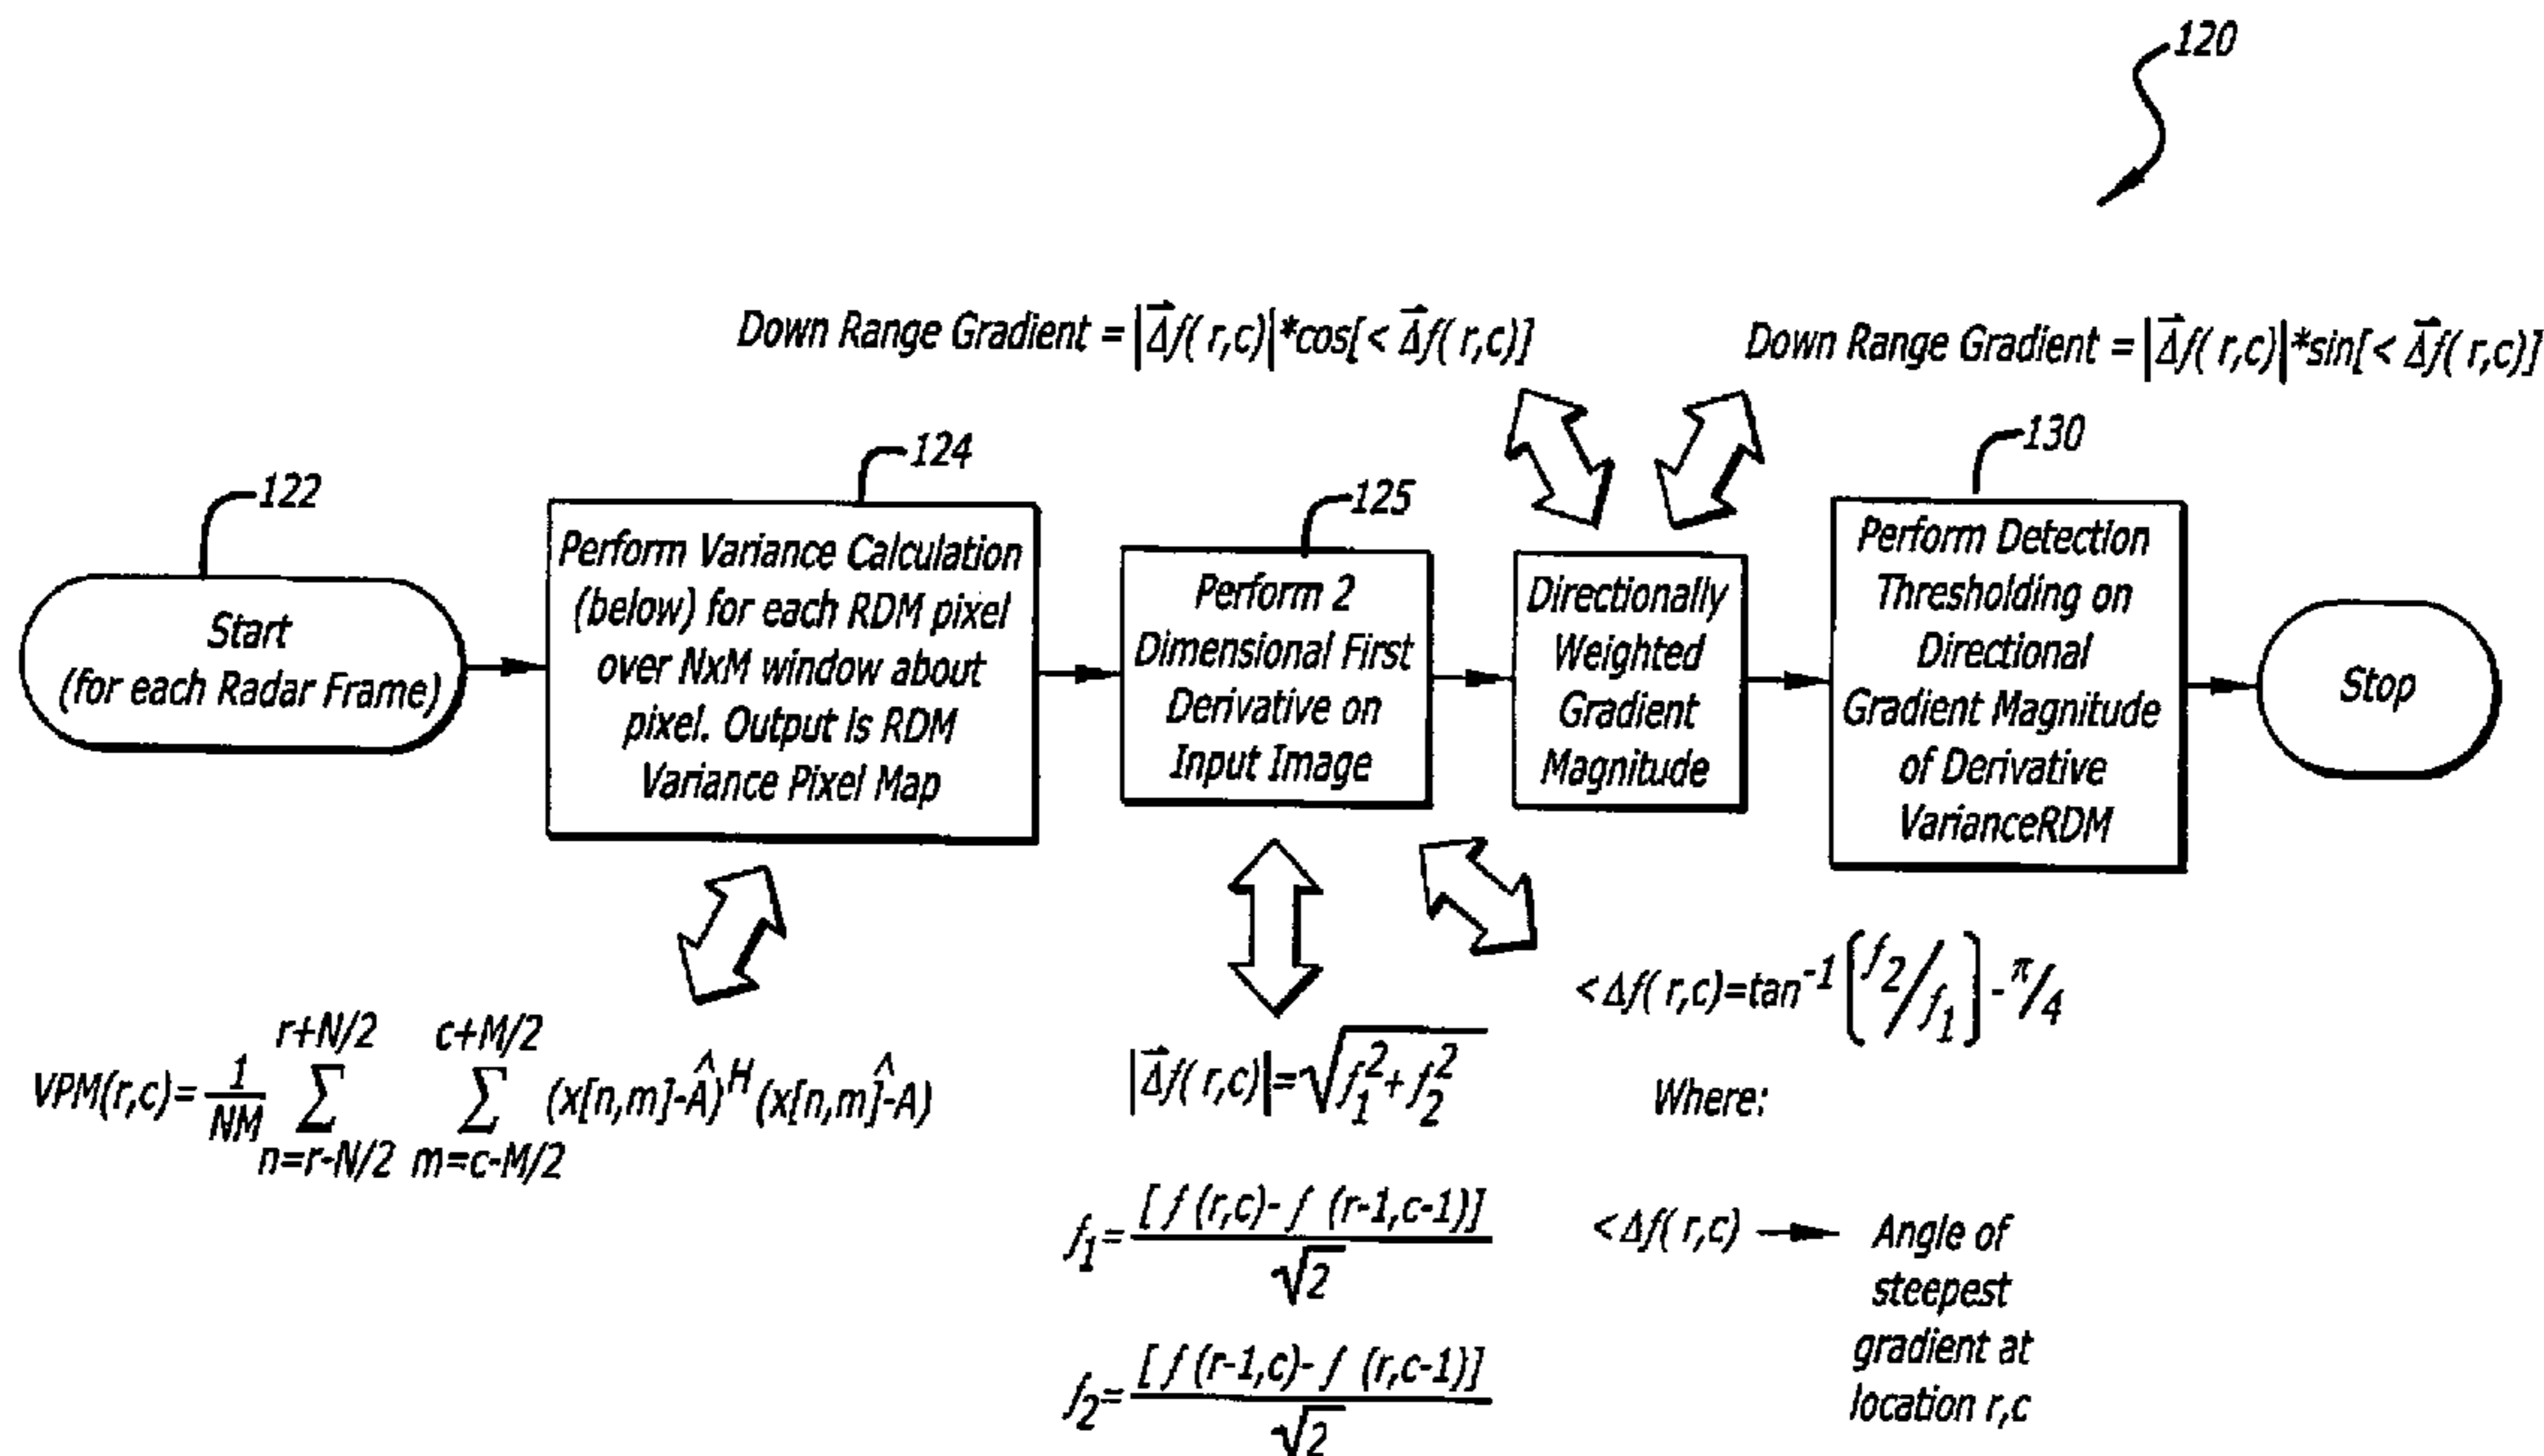 120
Down Range Gradient = |Δ⃗f( r,c)|*cos[< Δ⃗f( r,c)]
Down Range Gradient = |Δ⃗f( r,c)|*sin[< Δ⃗f( r,c)]
122
Start
(for each Radar Frame)
124
Perform Variance Calculation
(below) for each RDM pixel
over NxM window about
pixel. Output is RDM
Variance Pixel Map
125
Perform 2
Dimensional First
Derivative on
Input Image
Directionally
Weighted
Gradient
Magnitude
130
Perform Detection
Thresholding on
Directional
Gradient Magnitude
of Derivative
VarianceRDM
Stop
r+N/2 c+M/2
VPM(r,c)= 1/NM Σ Σ (x[n,m]-Â)^H (x[n,m]-Â)
n=r-N/2 m=c-M/2
|Δ⃗f( r,c)|=√(f₁²+f₂²)
f₁= [ f (r,c)- f (r-1,c-1)] / √2
f₂= [ f (r-1,c)- f (r,c-1)] / √2
<Δf( r,c)=tan⁻¹ (f₂/f₁) -π/4
Where:
<Δf( r,c) → Angle of
steepest
gradient at
location r,c